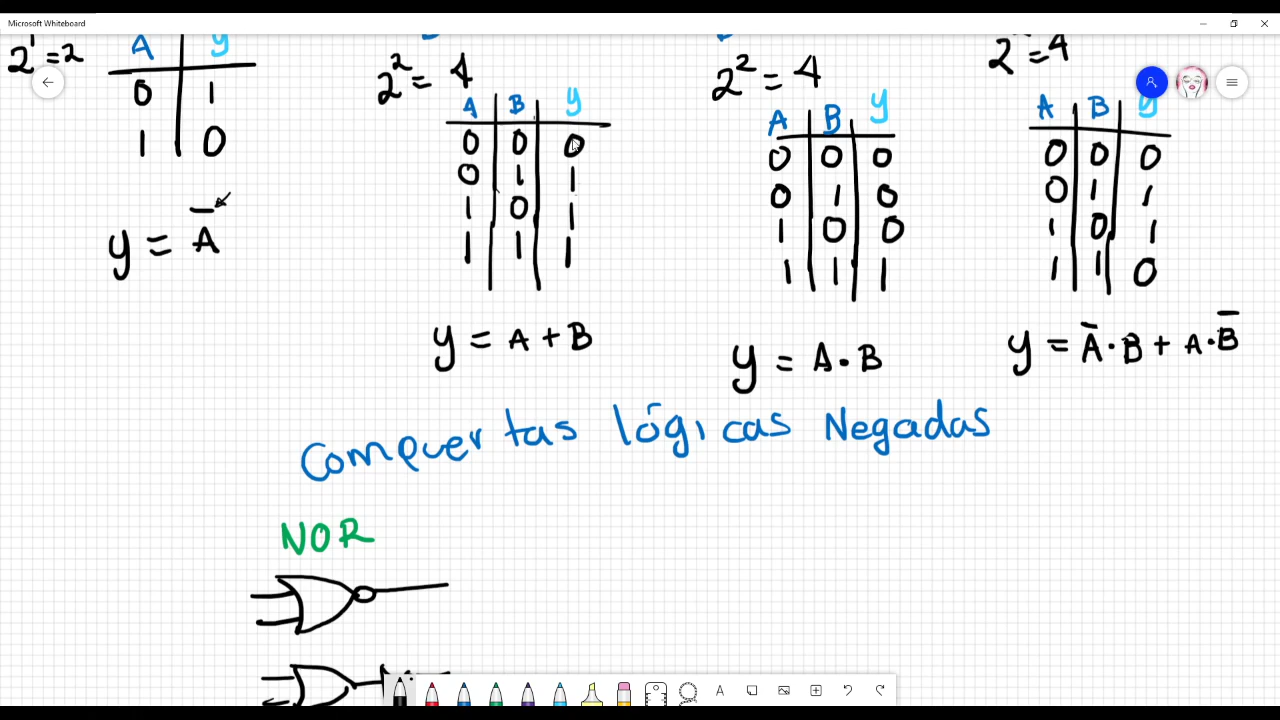 Microsoft Whiteboard
2¹=2
A y
0 1
1 0
y = A̅
2² = 4
A B y
0 0 0
0 1 1
1 0 1
1 1 1
y = A + B
2² = 4
A B y
0 0 0
0 1 0
1 0 0
1 1 1
y = A · B
2²=4
A B y
0 0 0
0 1 1
1 0 1
1 1 0
y = A̅ · B + A · B̅
Compuertas lógicas Negadas
NOR
A